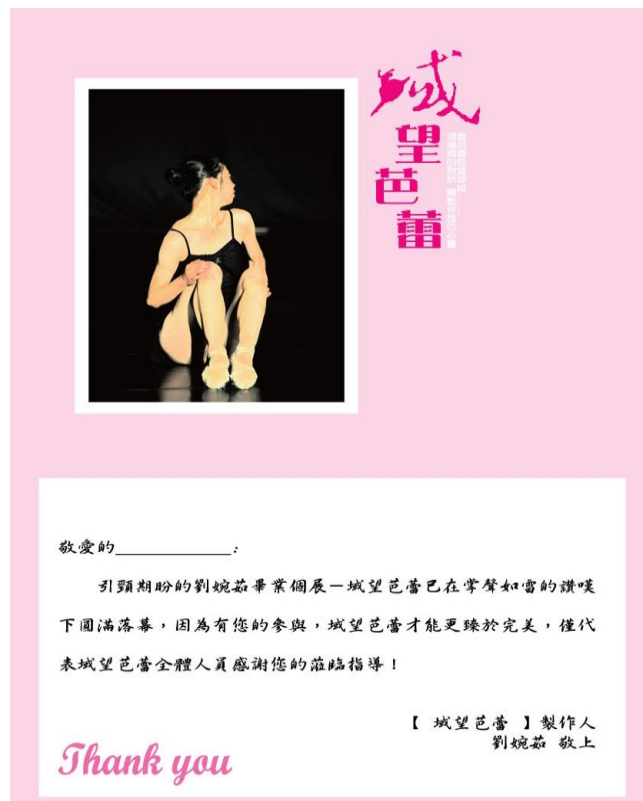 域
望
芭
蕾
敬愛的____________:
引頸期盼的劉婉茹畢業個展－域望芭蕾已在掌聲如雷的讚嘆
下圓滿落幕，因為有您的參與，域望芭蕾才能更臻於完美，僅代
表域望芭蕾全體人員感謝您的蒞臨指導！
【 域望芭蕾 】製作人
劉婉茹 敬上
Thank you